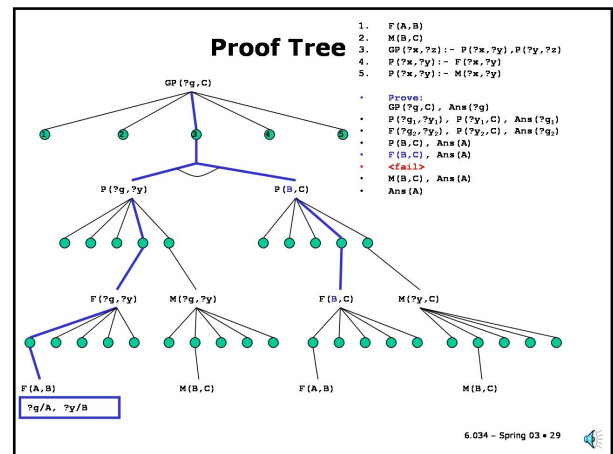 Proof Tree
1. F(A,B)
2. M(B,C)
3. GP(?x,?z):- P(?x,?y),P(?y,?z)
4. P(?x,?y):- F(?x,?y)
5. P(?x,?y):- M(?x,?y)
• Prove:
GP(?g,C), Ans(?g)
• P(?g₁,?y₁), P(?y₁,C), Ans(?g₁)
• F(?g₂,?y₂), P(?y₂,C), Ans(?g₂)
• P(B,C), Ans(A)
• F(B,C), Ans(A)
• <fail>
• M(B,C), Ans(A)
• Ans(A)
GP(?g,C)
1 2 3 4 5
P(?g,?y) P(B,C)
F(?g,?y) M(?g,?y) F(B,C) M(?y,C)
F(A,B) M(B,C) F(A,B) M(B,C)
?g/A, ?y/B
6.034 – Spring 03 • 29